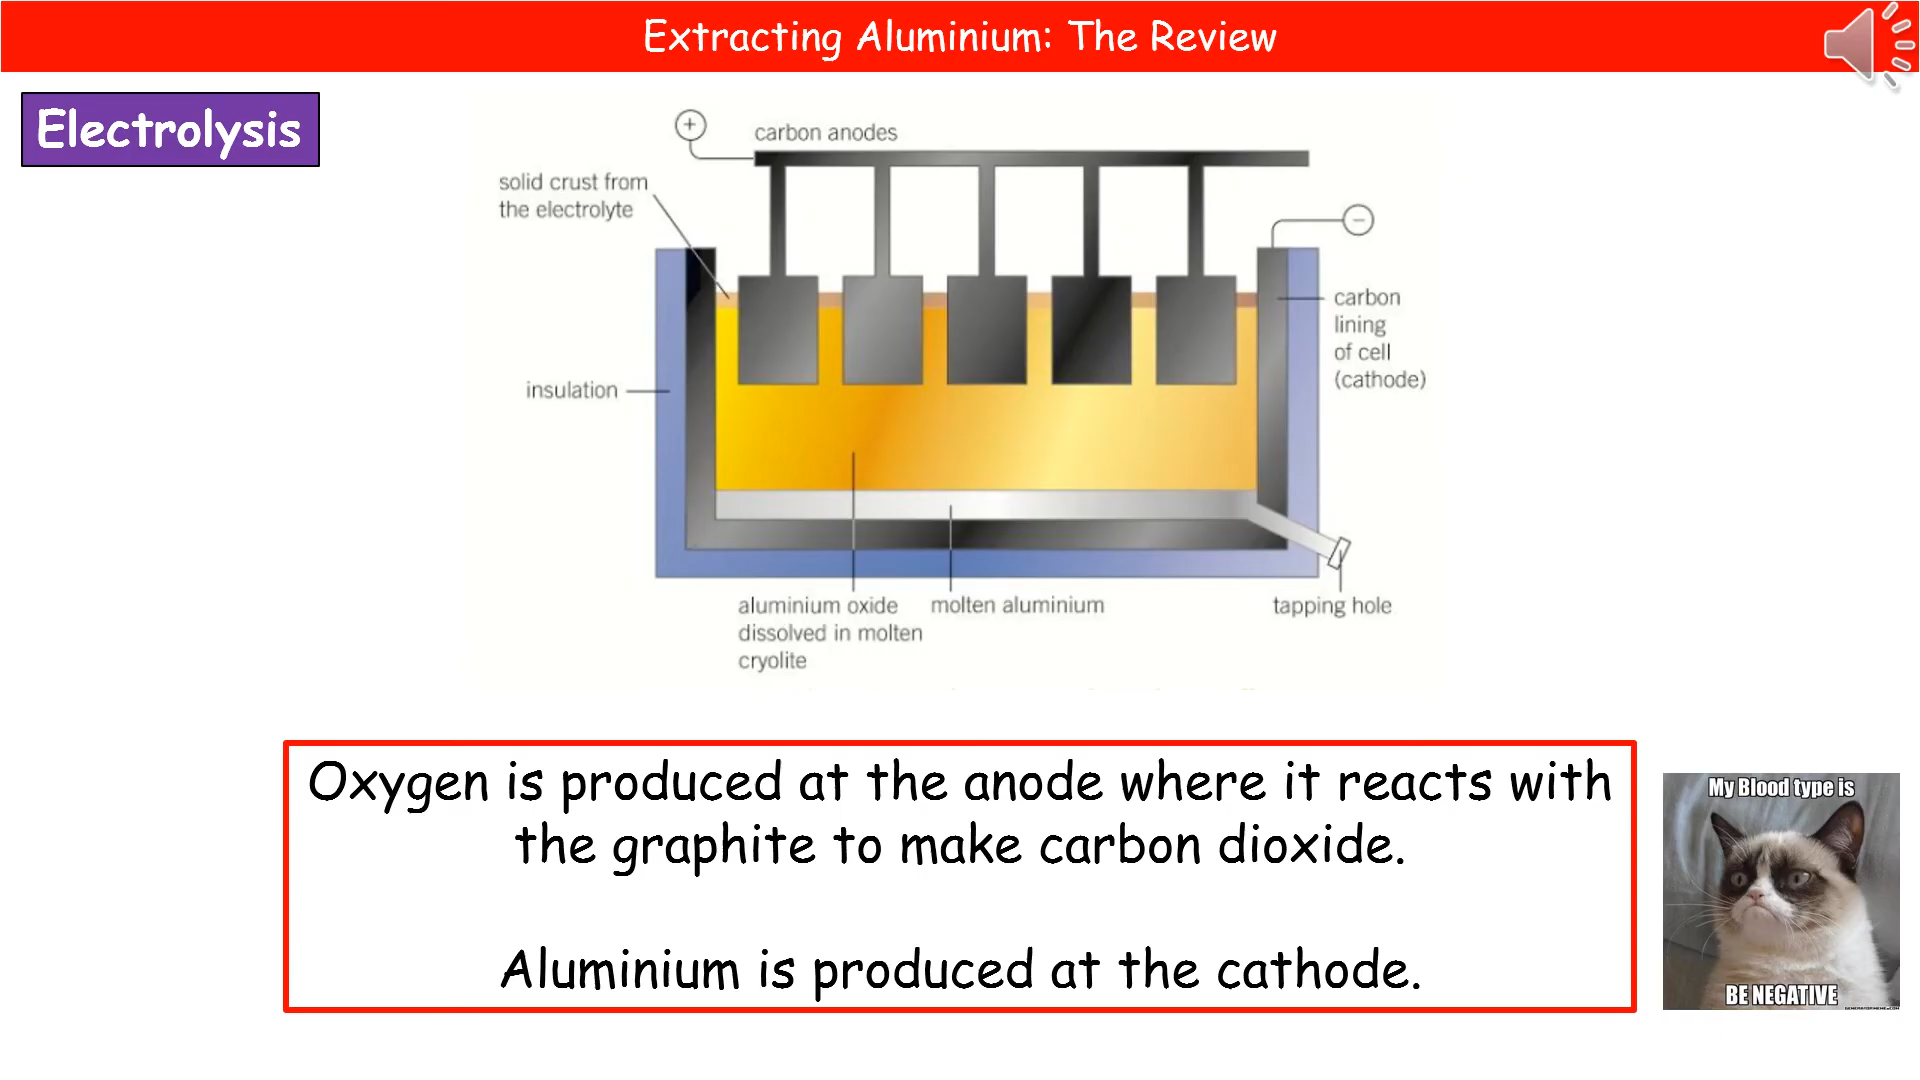 Extracting Aluminium: The Review
Electrolysis
+
carbon anodes
solid crust from
the electrolyte
−
carbon
lining
of cell
(cathode)
insulation
aluminium oxide
dissolved in molten
cryolite
molten aluminium
tapping hole
Oxygen is produced at the anode where it reacts with
the graphite to make carbon dioxide.
Aluminium is produced at the cathode.
My Blood type is
BE NEGATIVE